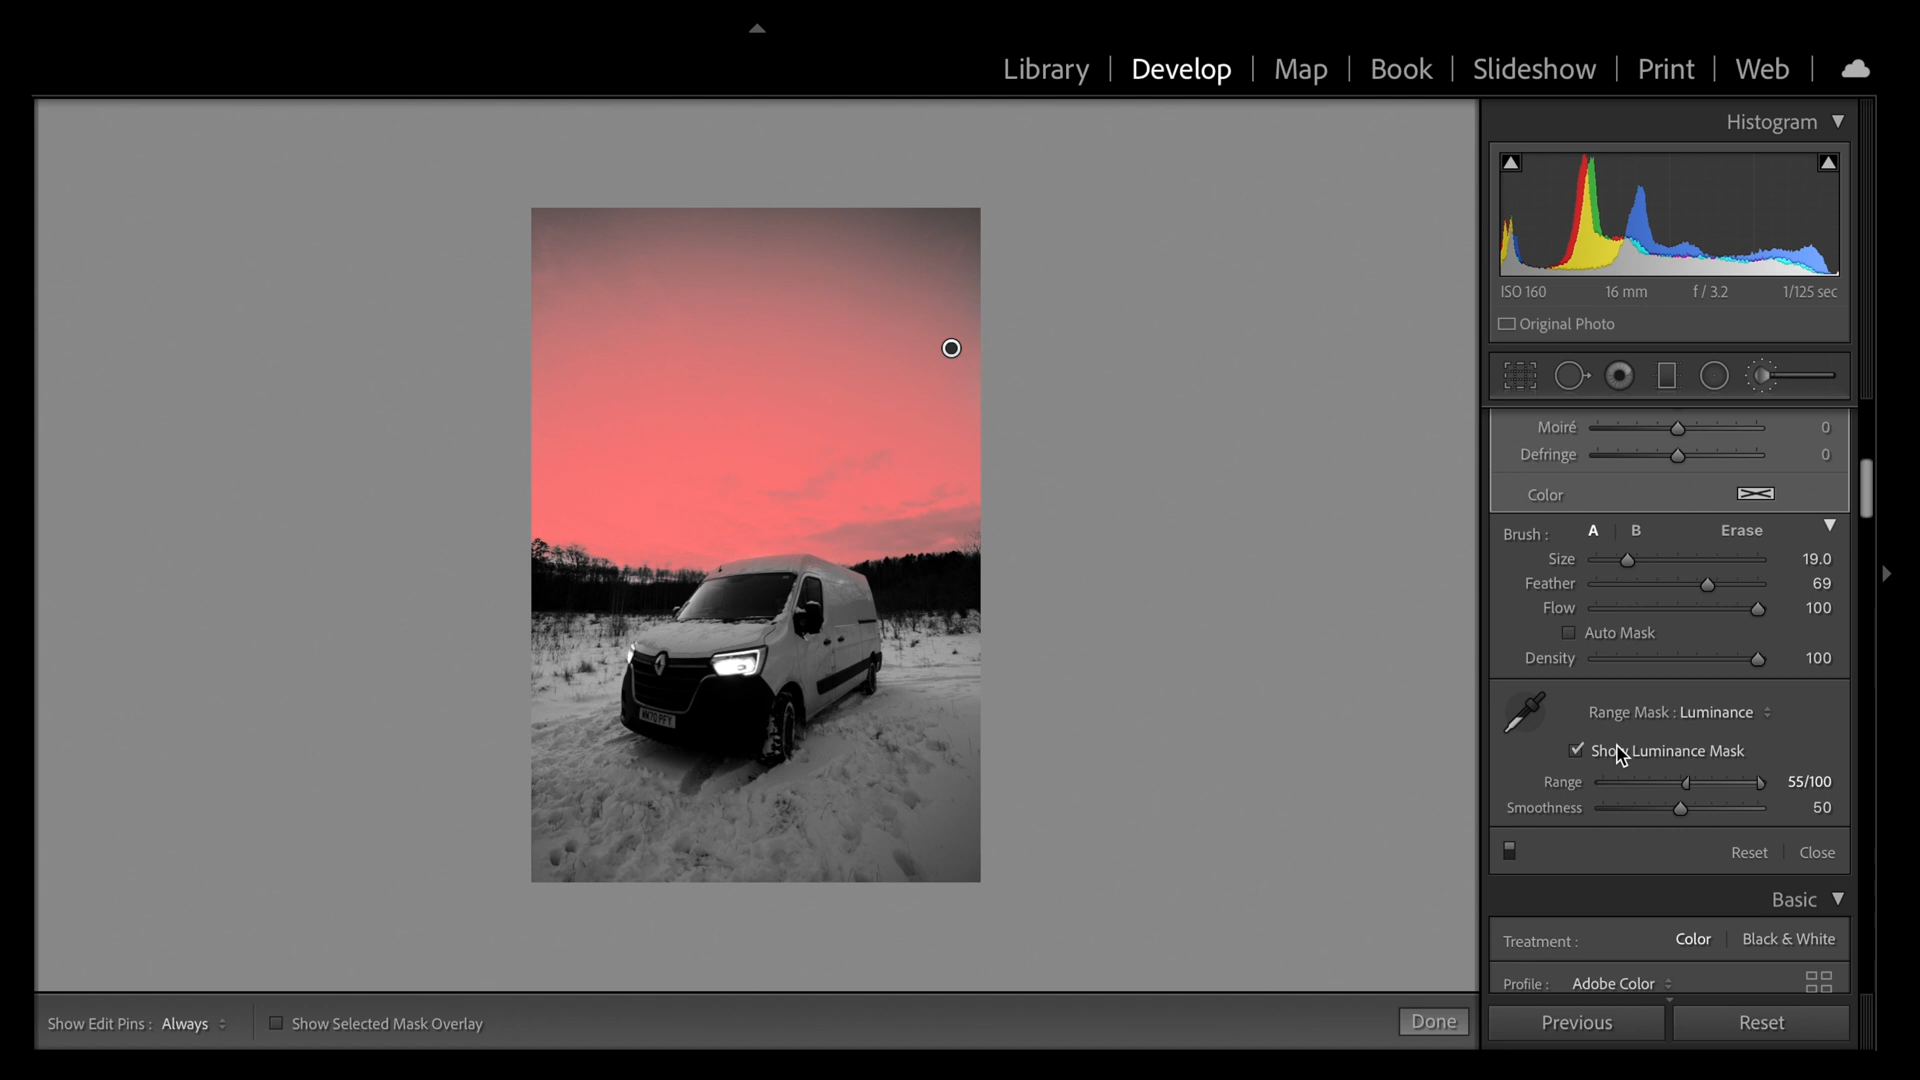 Library | Develop | Map | Book | Slideshow | Print | Web |
Histogram
ISO 160 16 mm f / 3.2 1/125 sec
Original Photo
Moiré 0
Defringe 0
Color
Brush : A | B Erase
Size 19.0
Feather 69
Flow 100
Auto Mask
Density 100
Range Mask : Luminance
Show Luminance Mask
Range 55/100
Smoothness 50
Reset | Close
Basic
Treatment : Color | Black & White
Profile : Adobe Color
Show Edit Pins : Always Show Selected Mask Overlay Done Previous Reset